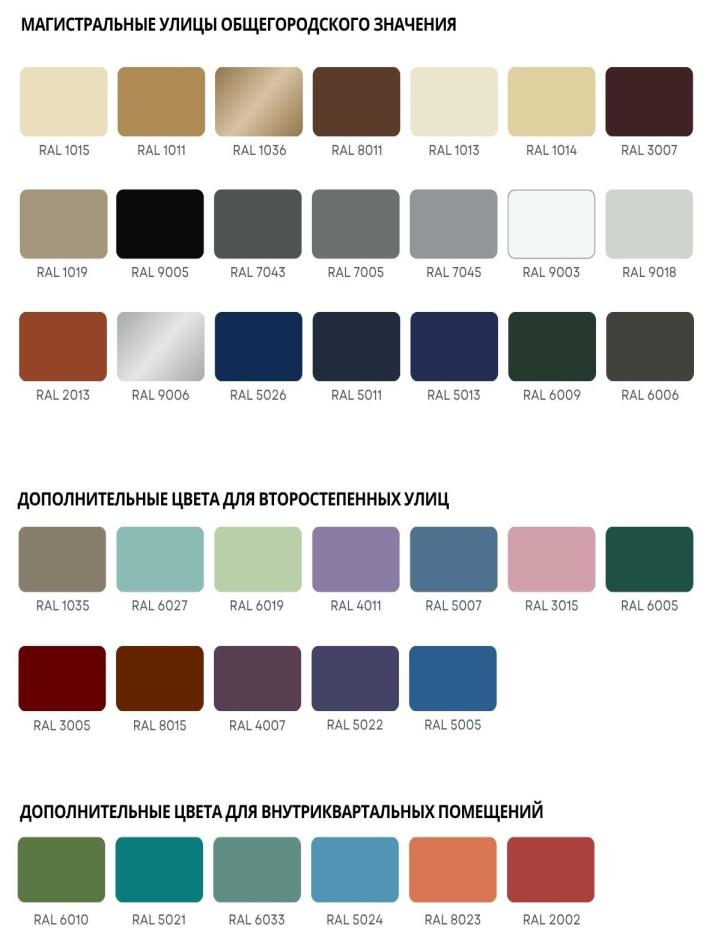 МАГИСТРАЛЬНЫЕ УЛИЦЫ ОБЩЕГОРОДСКОГО ЗНАЧЕНИЯ
RAL 1015 RAL 1011 RAL 1036 RAL 8011 RAL 1013 RAL 1014 RAL 3007
RAL 1019 RAL 9005 RAL 7043 RAL 7005 RAL 7045 RAL 9003 RAL 9018
RAL 2013 RAL 9006 RAL 5026 RAL 5011 RAL 5013 RAL 6009 RAL 6006
ДОПОЛНИТЕЛЬНЫЕ ЦВЕТА ДЛЯ ВТОРОСТЕПЕННЫХ УЛИЦ
RAL 1035 RAL 6027 RAL 6019 RAL 4011 RAL 5007 RAL 3015 RAL 6005
RAL 3005 RAL 8015 RAL 4007 RAL 5022 RAL 5005
ДОПОЛНИТЕЛЬНЫЕ ЦВЕТА ДЛЯ ВНУТРИКВАРТАЛЬНЫХ ПОМЕЩЕНИЙ
RAL 6010 RAL 5021 RAL 6033 RAL 5024 RAL 8023 RAL 2002